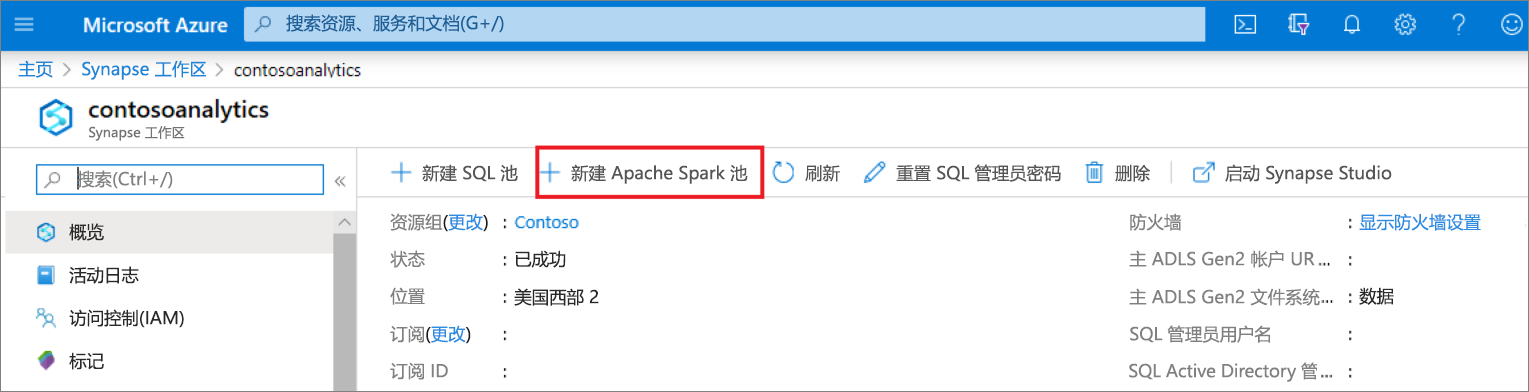 Microsoft Azure 搜索资源、服务和文档(G+/)
主页 > Synapse 工作区 > contosoanalytics
contosoanalytics
Synapse 工作区
搜索(Ctrl+/) «
概览
活动日志
访问控制(IAM)
标记
新建 SQL 池 新建 Apache Spark 池 刷新 重置 SQL 管理员密码 删除 启动 Synapse Studio
资源组(更改) : Contoso
状态 : 已成功
位置 : 美国西部 2
订阅(更改) :
订阅 ID :
防火墙 : 显示防火墙设置
主 ADLS Gen2 帐户 UR... :
主 ADLS Gen2 文件系统... : 数据
SQL 管理员用户名 :
SQL Active Directory 管... :